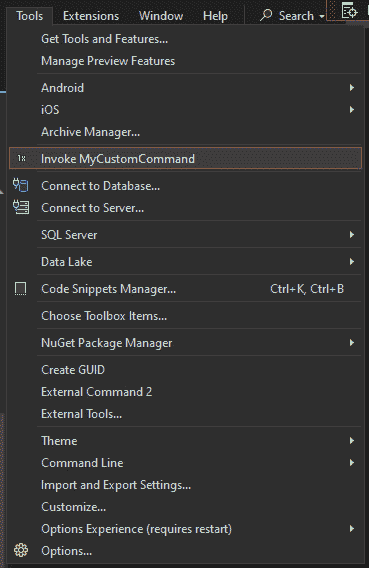 Tools Extensions Window Help Search
Get Tools and Features...
Manage Preview Features
Android
iOS
Archive Manager...
1x Invoke MyCustomCommand
Connect to Database...
Connect to Server...
SQL Server
Data Lake
Code Snippets Manager... Ctrl+K, Ctrl+B
Choose Toolbox Items...
NuGet Package Manager
Create GUID
External Command 2
External Tools...
Theme
Command Line
Import and Export Settings...
Customize...
Options Experience (requires restart)
Options...